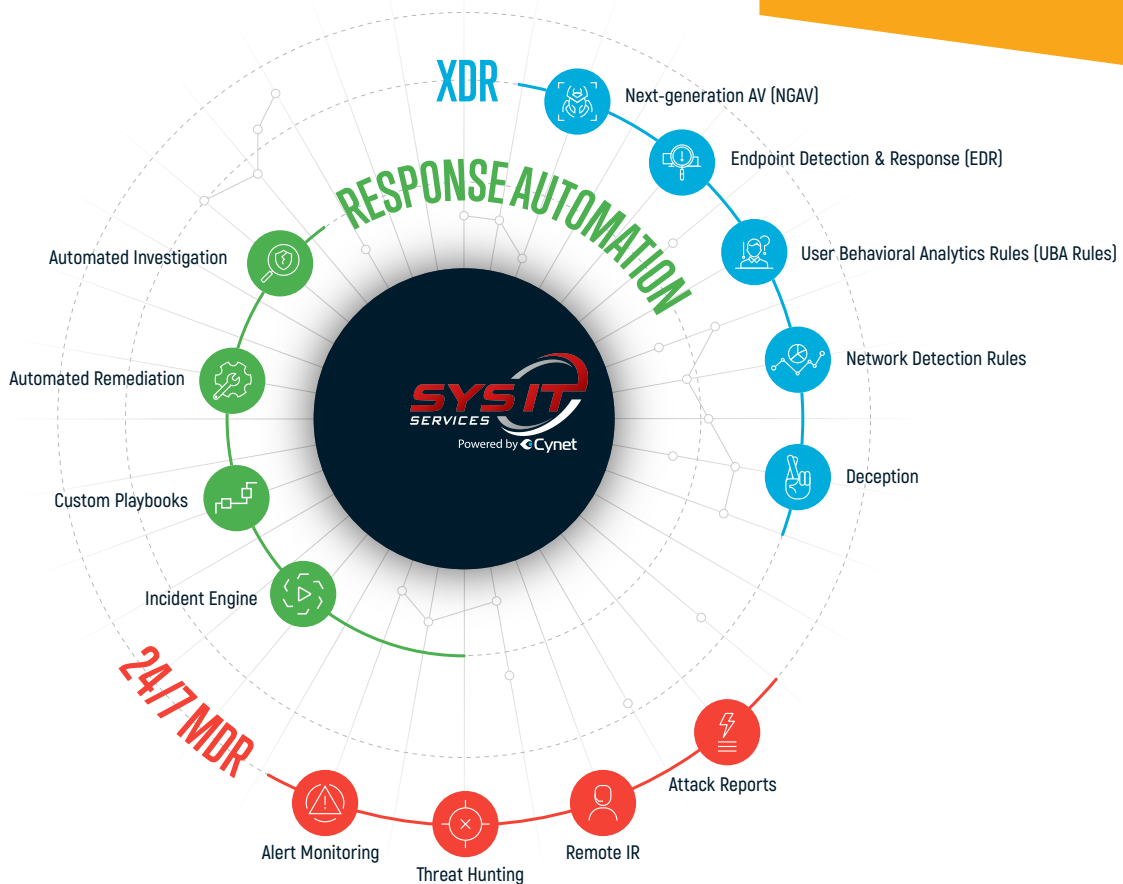 XDR
Next-generation AV (NGAV)
Endpoint Detection & Response (EDR)
User Behavioral Analytics Rules (UBA Rules)
Network Detection Rules
Deception
RESPONSE AUTOMATION
Automated Investigation
Automated Remediation
Custom Playbooks
Incident Engine
SYS IT
SERVICES
Powered by Cynet
24/7 MDR
Alert Monitoring
Threat Hunting
Remote IR
Attack Reports